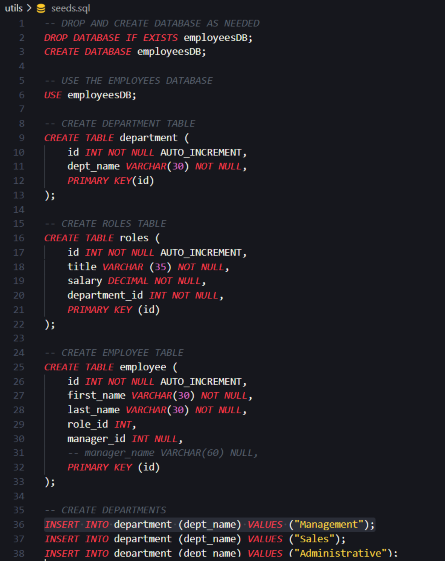 utils > seeds.sql
1 -- DROP AND CREATE DATABASE AS NEEDED
2 DROP DATABASE IF EXISTS employeesDB;
3 CREATE DATABASE employeesDB;
4
5 -- USE THE EMPLOYEES DATABASE
6 USE employeesDB;
7
8 -- CREATE DEPARTMENT TABLE
9 CREATE TABLE department (
10 id INT NOT NULL AUTO_INCREMENT,
11 dept_name VARCHAR(30) NOT NULL,
12 PRIMARY KEY(id)
13 );
14
15 -- CREATE ROLES TABLE
16 CREATE TABLE roles (
17 id INT NOT NULL AUTO_INCREMENT,
18 title VARCHAR (35) NOT NULL,
19 salary DECIMAL NOT NULL,
20 department_id INT NOT NULL,
21 PRIMARY KEY (id)
22 );
23
24 -- CREATE EMPLOYEE TABLE
25 CREATE TABLE employee (
26 id INT NOT NULL AUTO_INCREMENT,
27 first_name VARCHAR(30) NOT NULL,
28 last_name VARCHAR(30) NOT NULL,
29 role_id INT,
30 manager_id INT NULL,
31 -- manager_name VARCHAR(60) NULL,
32 PRIMARY KEY (id)
33 );
34
35 -- CREATE DEPARTMENTS
36 INSERT INTO department (dept_name) VALUES ("Management");
37 INSERT INTO department (dept_name) VALUES ("Sales");
38 INSERT INTO department (dept_name) VALUES ("Administrative");